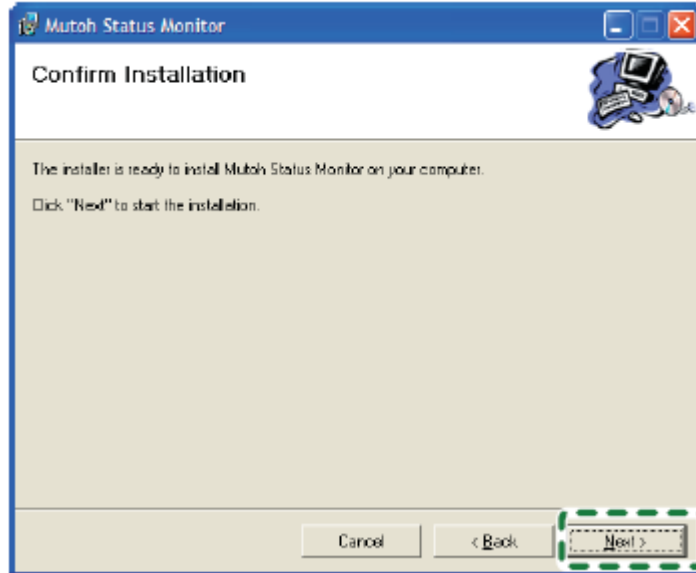 Mutoh Status Monitor
Confirm Installation
The installer is ready to install Mutoh Status Monitor on your computer.
Click "Next" to start the installation.
Cancel
< Back
Next >